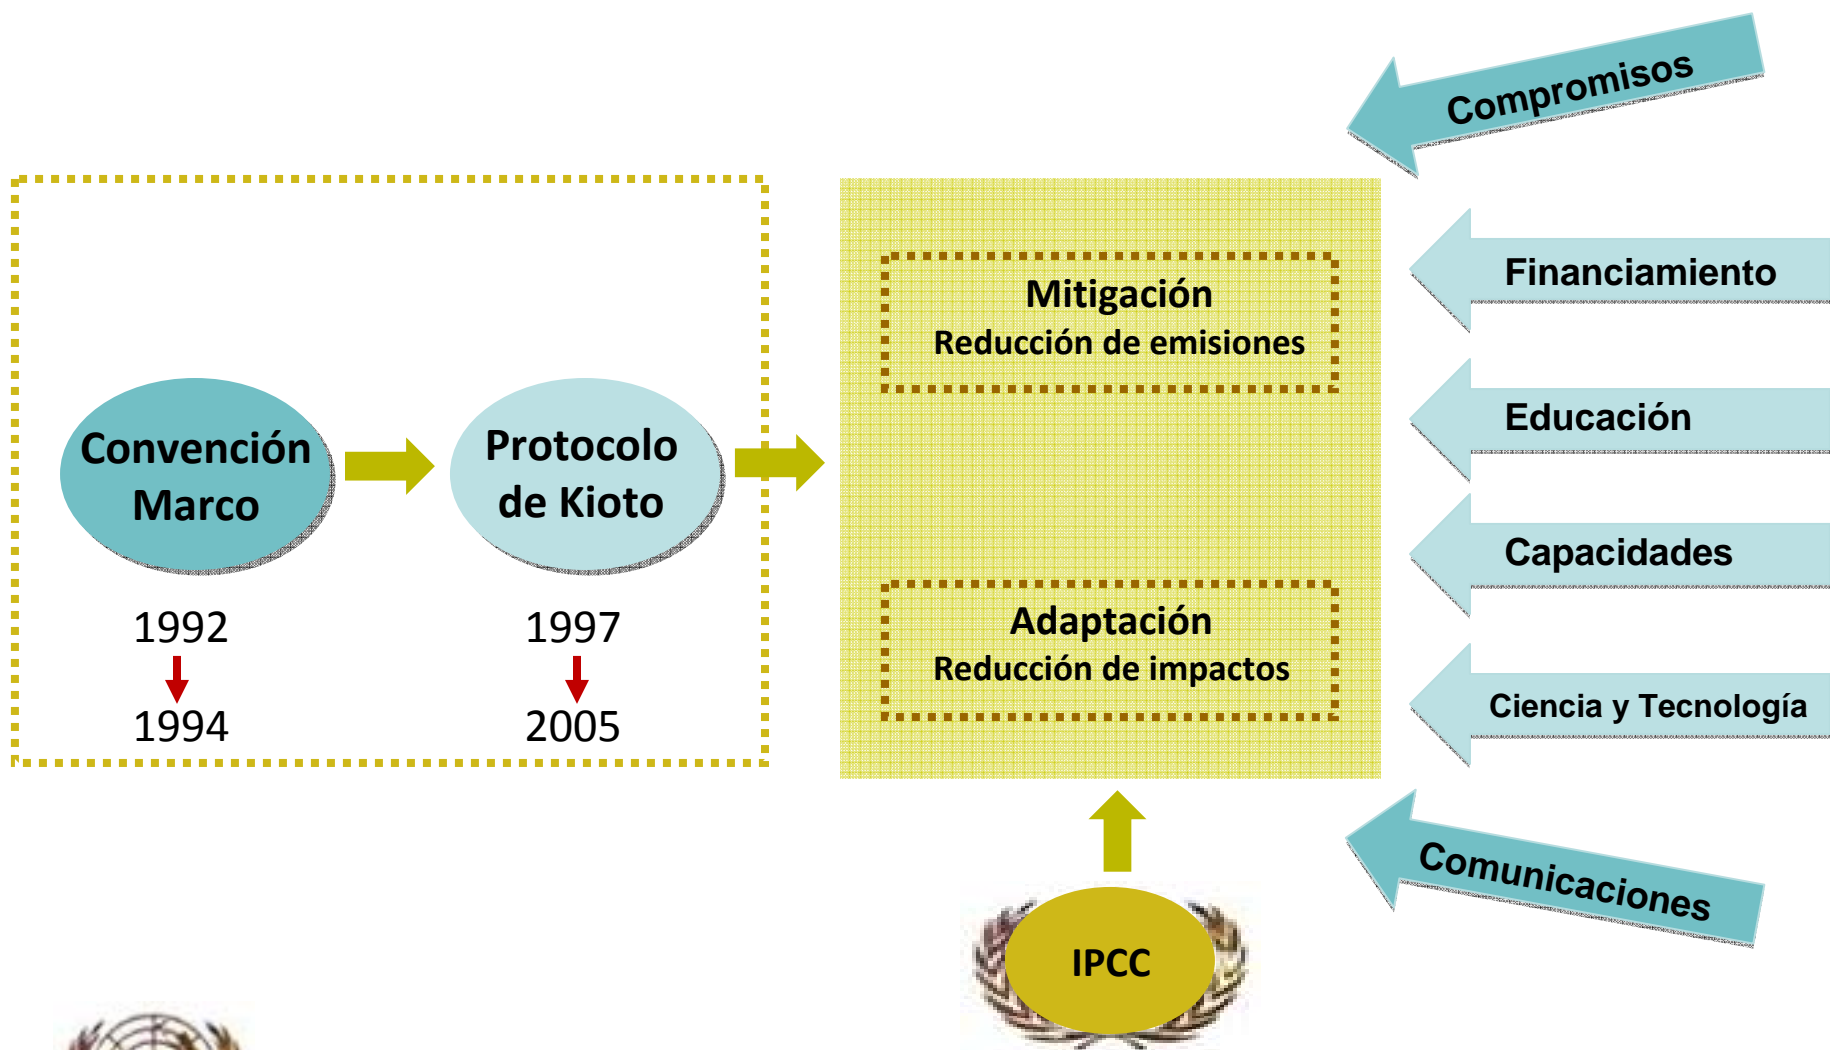 Convención
Marco
1992
1994
Protocolo
de Kioto
1997
2005
Mitigación
Reducción de emisiones
Adaptación
Reducción de impactos
IPCC
Compromisos
Financiamiento
Educación
Capacidades
Ciencia y Tecnología
Comunicaciones